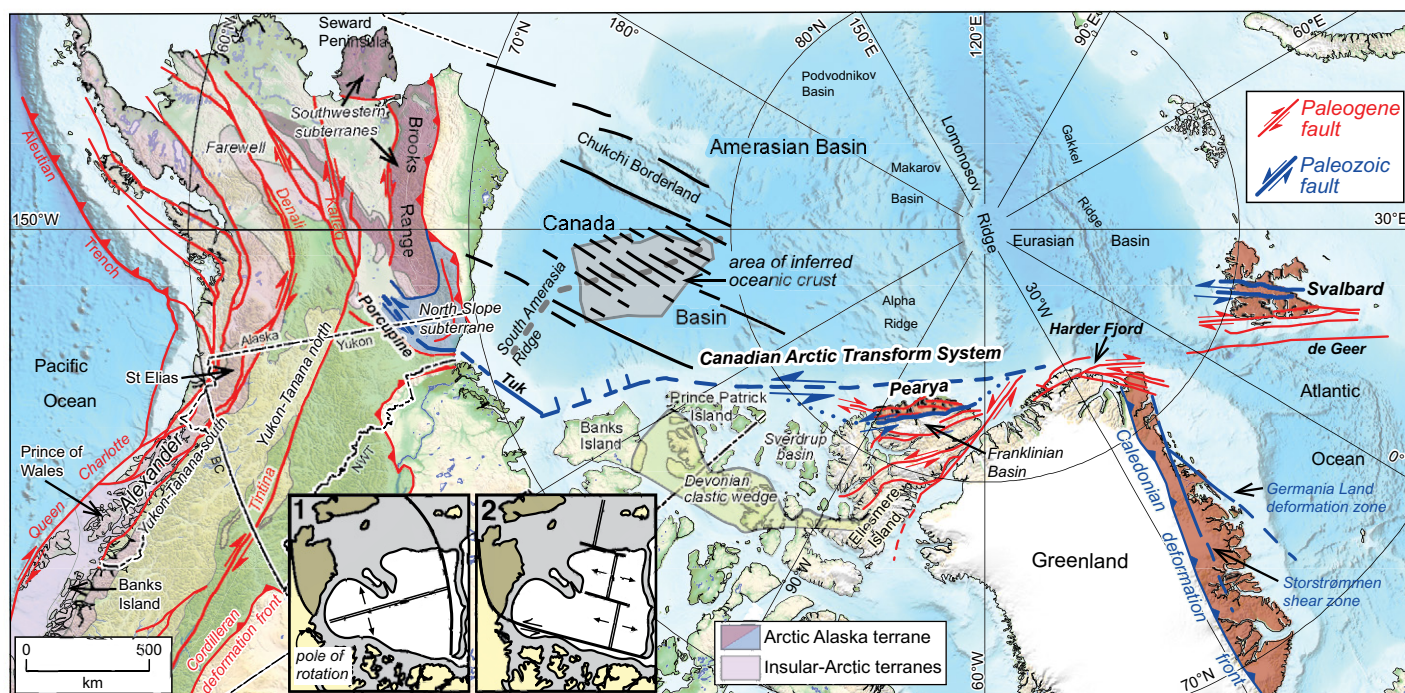 Seward
Peninsula
60°N
70°N
180°
80°N
150°E
120°E
90°E
60°E
Podvodnikov
Basin
Paleogene
fault
Paleozoic
fault
Southwestern
subterranes
Brooks
Range
Farewell
Aleutian
Trench
Denali
Kaltag
Chukchi Borderland
Amerasian Basin
Lomonosov
Ridge
Gakkel
Ridge
Makarov
Basin
150°W
30°E
Canada
Basin
Eurasian
Basin
area of inferred
oceanic crust
South Amerasia
Ridge
Alpha
Ridge
30°W
Svalbard
de Geer
North Slope
subterrane
Porcupine
Alaska
Yukon
Tuk
Harder Fjord
Canadian Arctic Transform System
Pearya
Pacific
Ocean
Atlantic
Ocean
0°
St Elias
Yukon-Tanana north
Yukon-Tanana south
Prince Patrick
Island
Banks
Island
Sverdrup
basin
Franklinian
Basin
Devonian
clastic wedge
Ellesmere
Island
Prince of
Wales
Charlotte
Queen
Alexander
BC
NWT
Tintina
Banks
Island
Cordilleran
deformation front
Caledonian
deformation
front
Germania Land
deformation zone
Storstrømmen
shear zone
Greenland
90°W
60°W
70°N
1
pole of
rotation
2
Arctic Alaska terrane
Insular-Arctic terranes
0
500
km